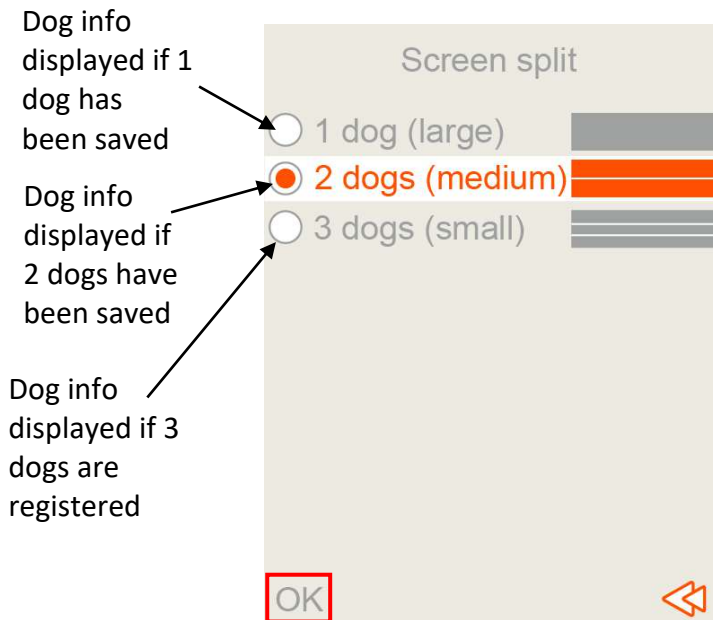 Dog info
displayed if 1
dog has
been saved
Dog info
displayed if
2 dogs have
been saved
Dog info
displayed if 3
dogs are
registered
Screen split
1 dog (large)
2 dogs (medium)
3 dogs (small)
OK